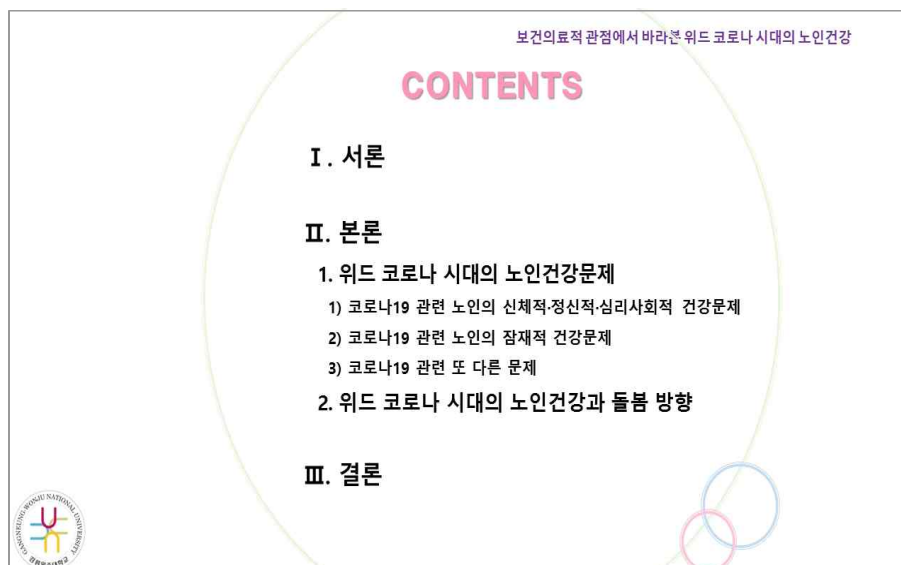 보건의료적 관점에서 바라본 위드 코로나 시대의 노인건강
CONTENTS
Ⅰ. 서론
Ⅱ. 본론
1. 위드 코로나 시대의 노인건강문제
1) 코로나19 관련 노인의 신체적·정신적·심리사회적 건강문제
2) 코로나19 관련 노인의 잠재적 건강문제
3) 코로나19 관련 또 다른 문제
2. 위드 코로나 시대의 노인건강과 돌봄 방향
Ⅲ. 결론
GANGNEUNG-WONJU NATIONAL UNIVERSITY